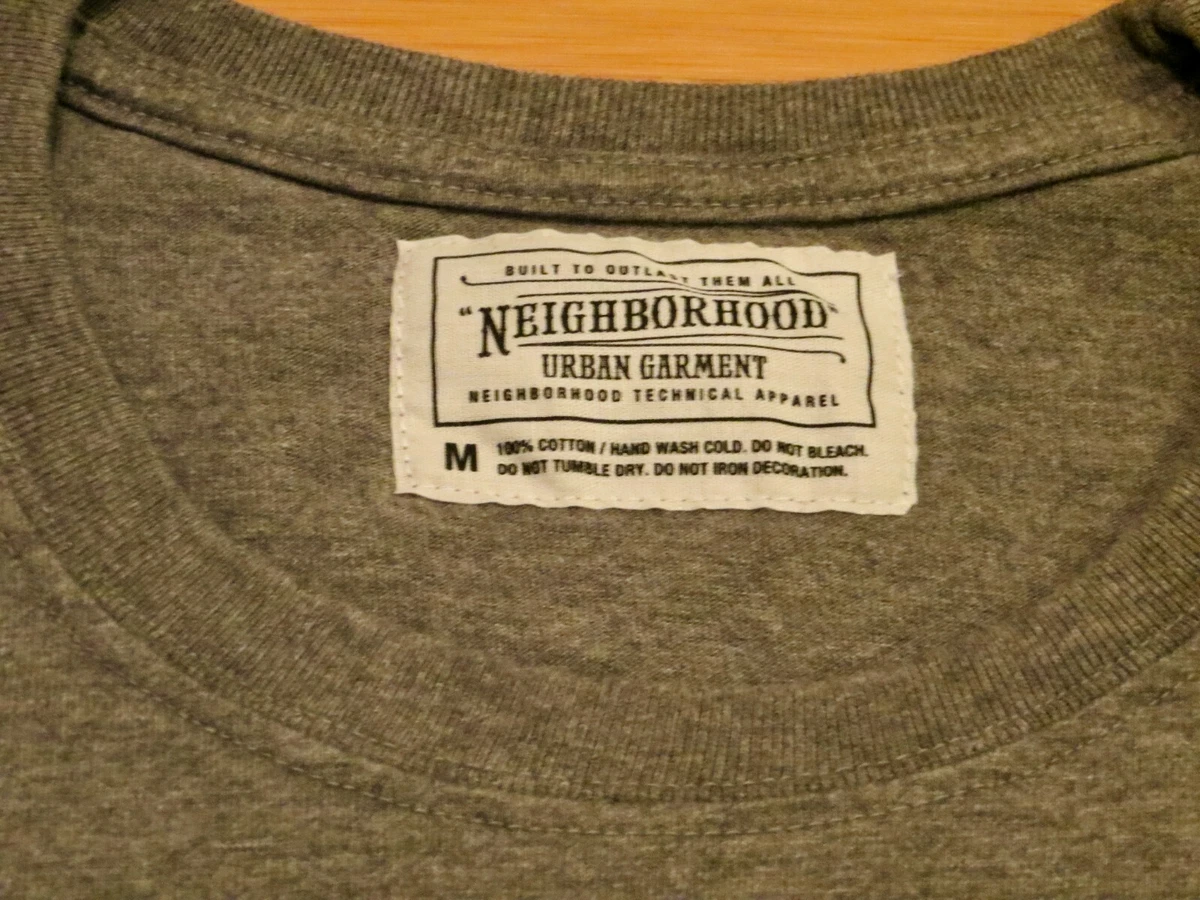 BUILT TO OUTLAST THEM ALL
"NEIGHBORHOOD"
URBAN GARMENT
NEIGHBORHOOD TECHNICAL APPAREL
M
100% COTTON / HAND WASH COLD. DO NOT BLEACH.
DO NOT TUMBLE DRY. DO NOT IRON DECORATION.